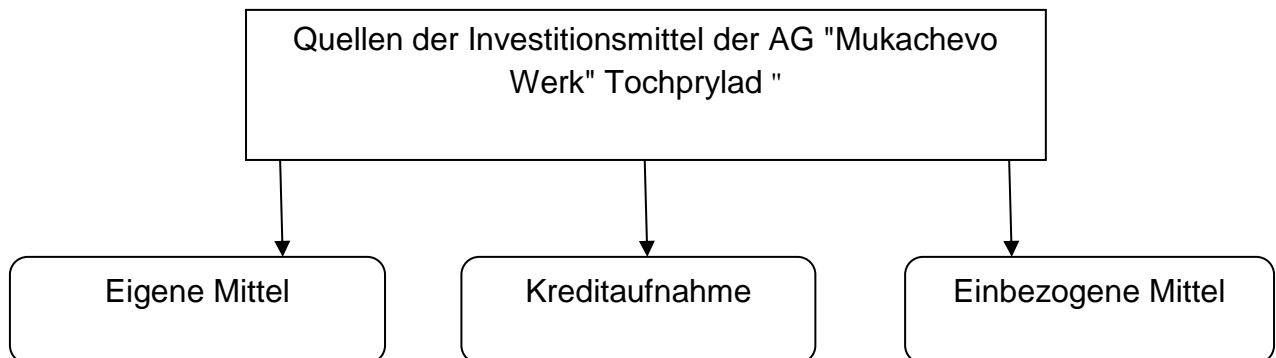 Quellen der Investitionsmittel der AG "Mukachevo
Werk" Tochprylad "
Eigene Mittel
Kreditaufnahme
Einbezogene Mittel